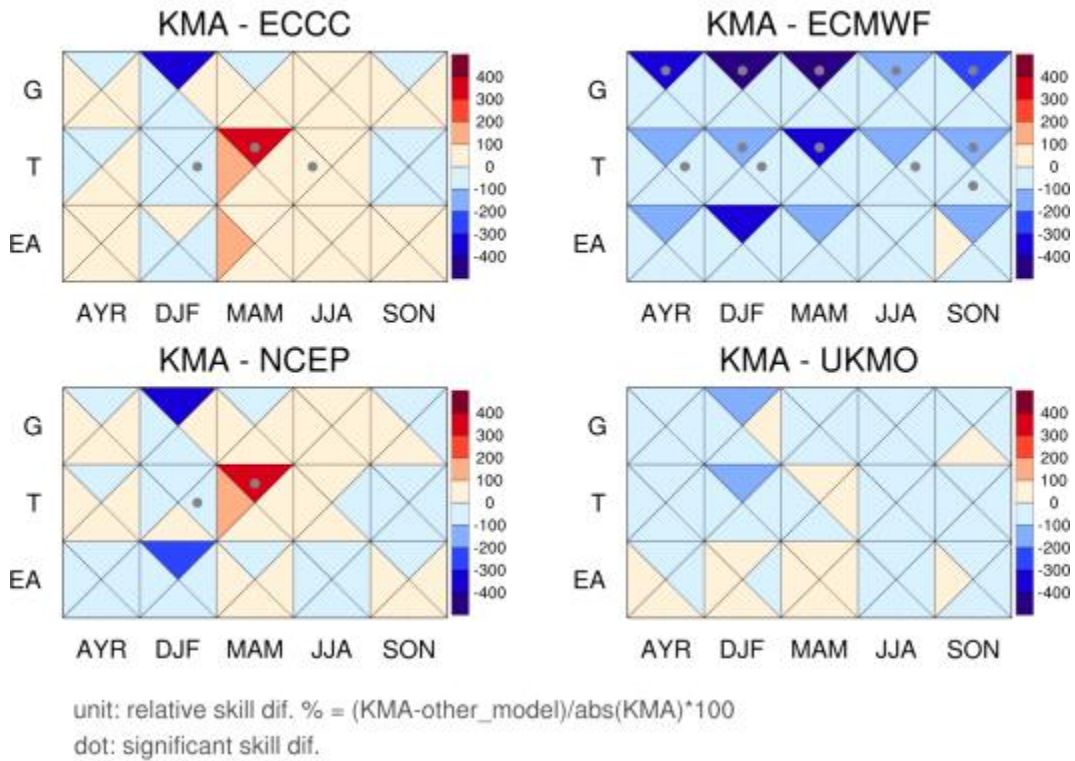 KMA - ECCC
KMA - ECMWF
G
T
EA
400
300
200
100
0
-100
-200
-300
-400
AYR DJF MAM JJA SON
G
T
EA
400
300
200
100
0
-100
-200
-300
-400
AYR DJF MAM JJA SON
KMA - NCEP
KMA - UKMO
G
T
EA
400
300
200
100
0
-100
-200
-300
-400
AYR DJF MAM JJA SON
G
T
EA
400
300
200
100
0
-100
-200
-300
-400
AYR DJF MAM JJA SON
unit: relative skill dif. % = (KMA-other_model)/abs(KMA)*100
dot: significant skill dif.